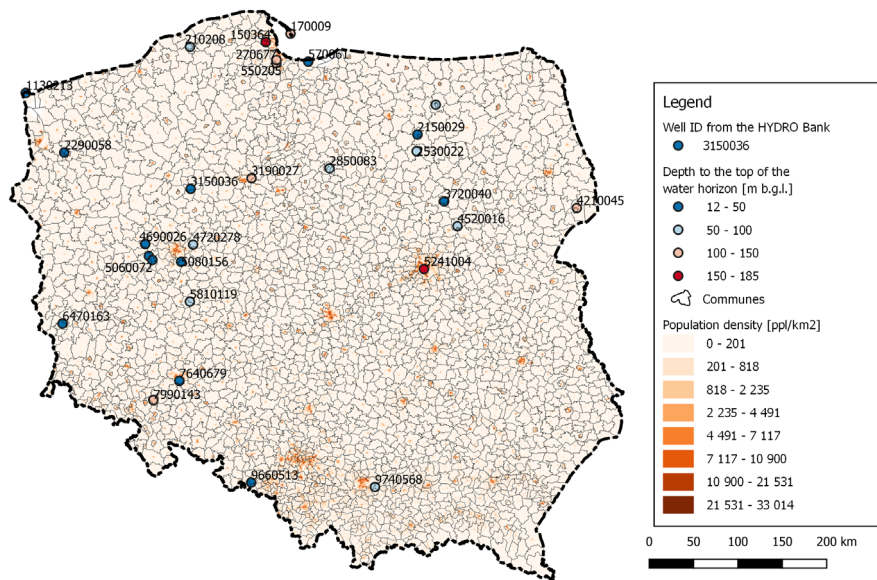 170009
210208
150364
270677
550205
570061
1130213
2150029
2290058
2530022
2850083
3190027
3150036
3720040
4210045
4520016
4690026
4720278
5060072
5080156
5241004
5810119
6470163
7640679
7990143
9660513
9740568
Legend
Well ID from the HYDRO Bank
3150036
Depth to the top of the
water horizon [m b.g.l.]
12 - 50
50 - 100
100 - 150
150 - 185
Communes
Population density [ppl/km2]
0 - 201
201 - 818
818 - 2 235
2 235 - 4 491
4 491 - 7 117
7 117 - 10 900
10 900 - 21 531
21 531 - 33 014
0 50 100 150 200 km